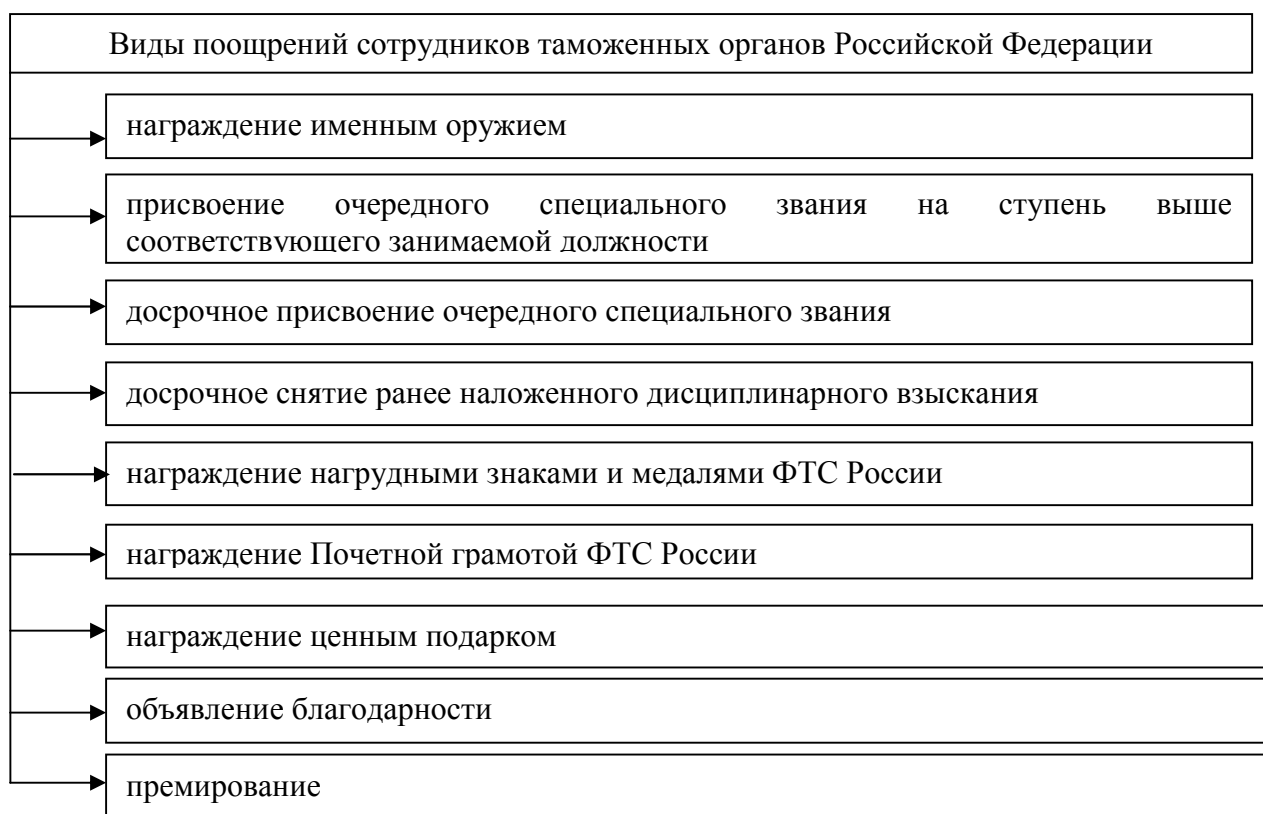 Виды поощрений сотрудников таможенных органов Российской Федерации
награждение именным оружием
присвоение очередного специального звания на ступень выше
соответствующего занимаемой должности
досрочное присвоение очередного специального звания
досрочное снятие ранее наложенного дисциплинарного взыскания
награждение нагрудными знаками и медалями ФТС России
награждение Почетной грамотой ФТС России
награждение ценным подарком
объявление благодарности
премирование